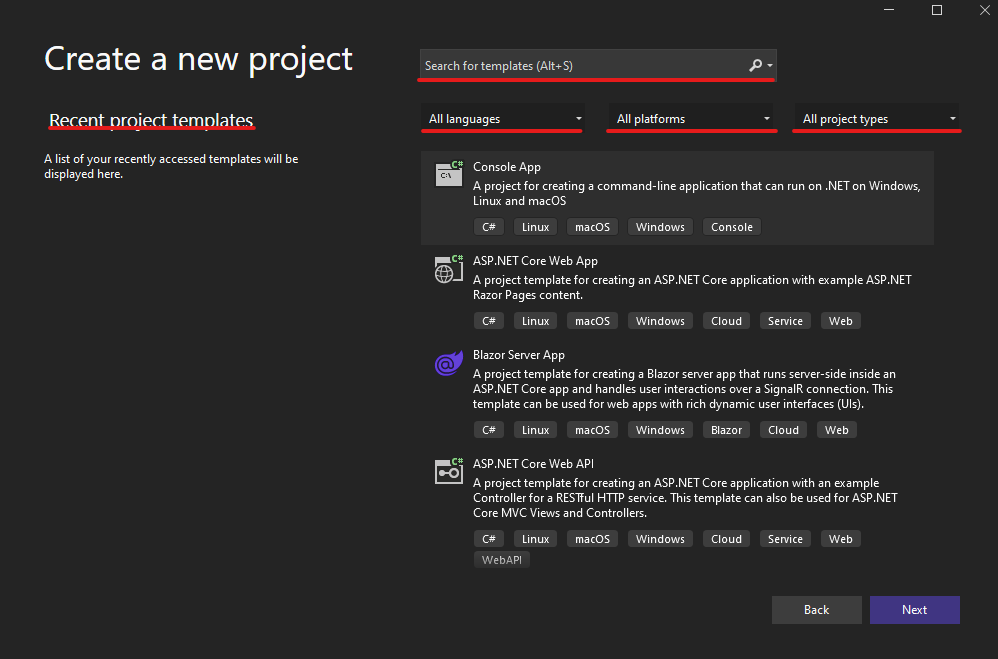 Create a new project
Search for templates (Alt+S)
Recent project templates
All languages
All platforms
All project types
A list of your recently accessed templates will be
displayed here.
C#
C:\
Console App
A project for creating a command-line application that can run on .NET on Windows,
Linux and macOS
C# Linux macOS Windows Console
C#
ASP.NET Core Web App
A project template for creating an ASP.NET Core application with example ASP.NET
Razor Pages content.
C# Linux macOS Windows Cloud Service Web
Blazor Server App
A project template for creating a Blazor server app that runs server-side inside an
ASP.NET Core app and handles user interactions over a SignalR connection. This
template can be used for web apps with rich dynamic user interfaces (UIs).
C# Linux macOS Windows Blazor Cloud Web
C#
ASP.NET Core Web API
A project template for creating an ASP.NET Core application with an example
Controller for a RESTful HTTP service. This template can also be used for ASP.NET
Core MVC Views and Controllers.
C# Linux macOS Windows Cloud Service Web
WebAPI
Back
Next